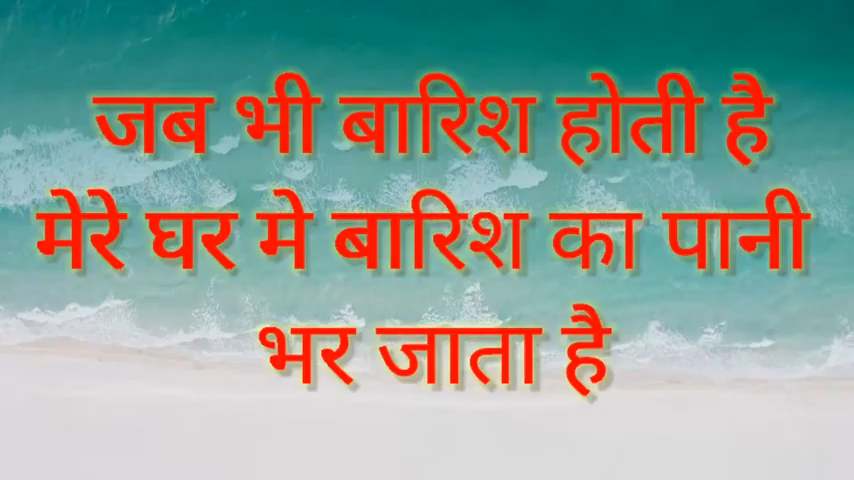 जब भी बारिश होती है
मेरे घर मे बारिश का पानी
भर जाता है